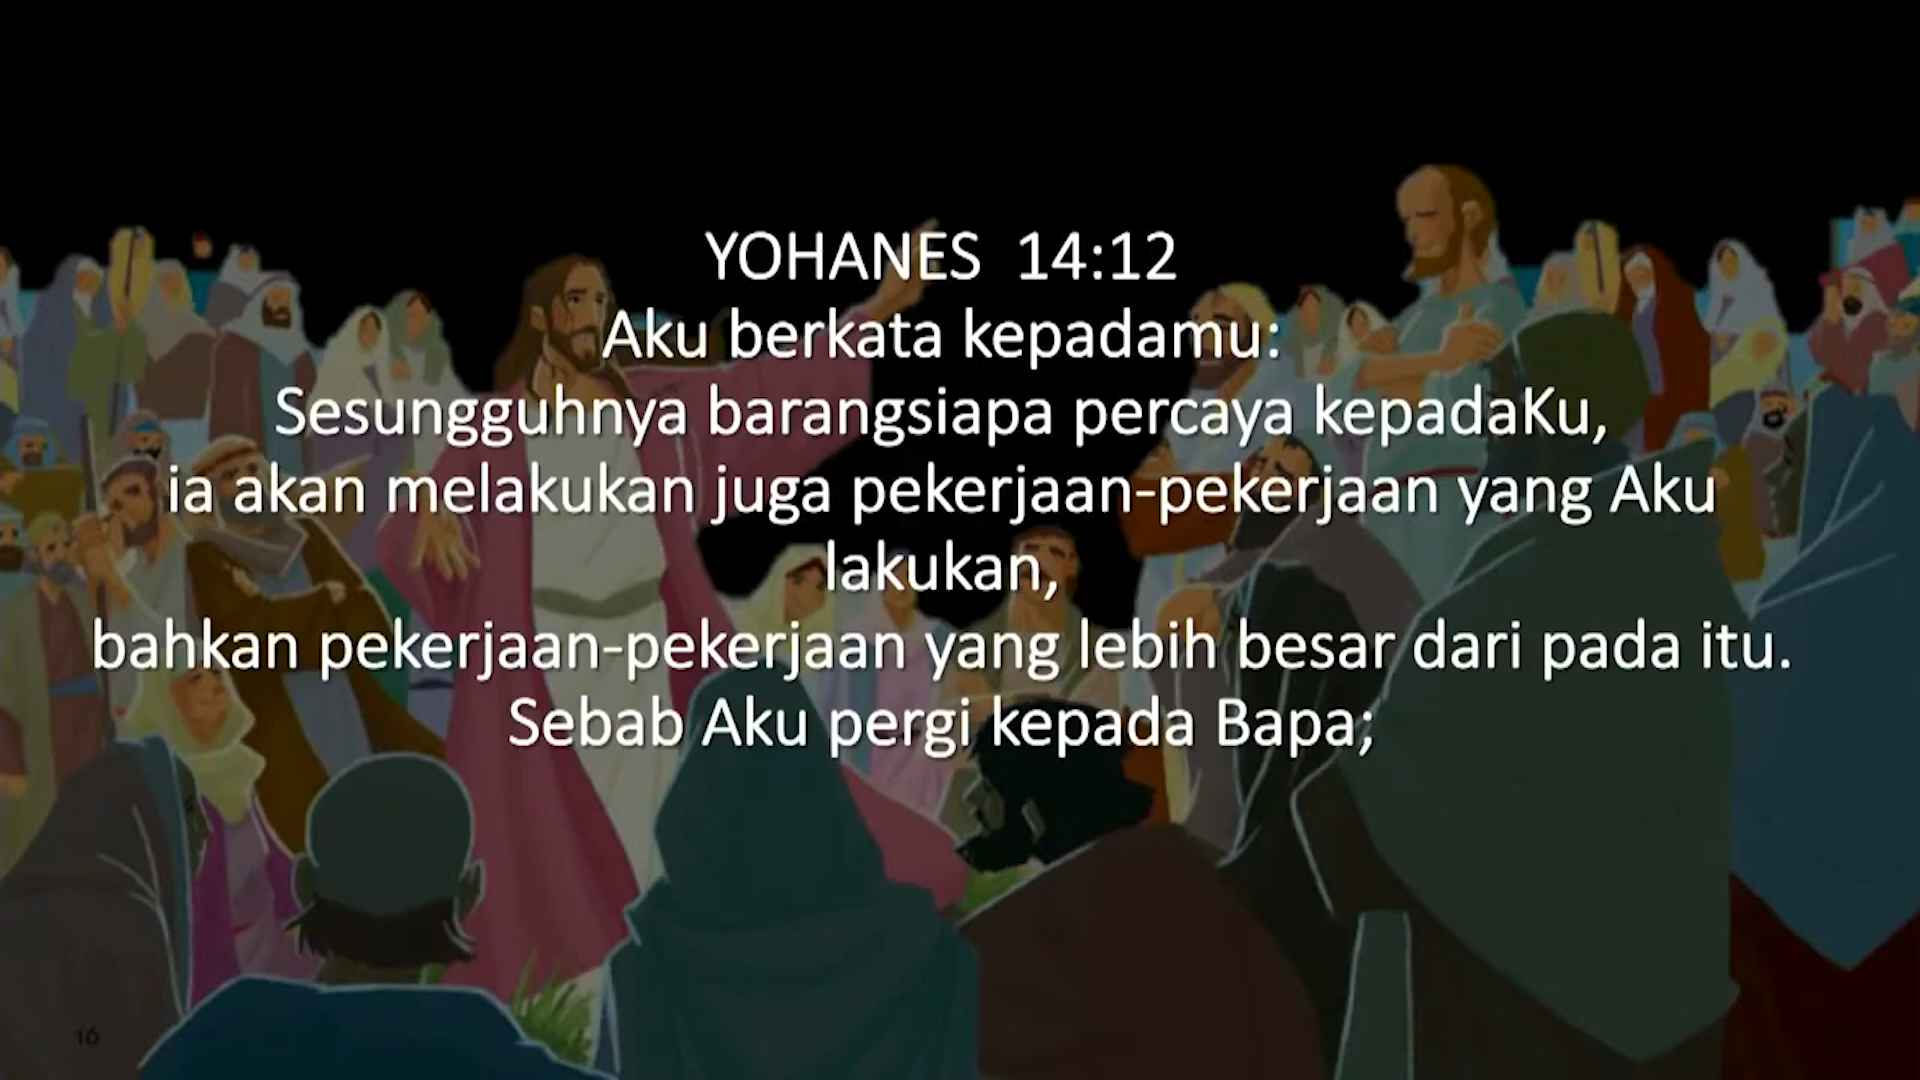 YOHANES 14:12
Aku berkata kepadamu:
Sesungguhnya barangsiapa percaya kepadaKu,
ia akan melakukan juga pekerjaan-pekerjaan yang Aku
lakukan,
bahkan pekerjaan-pekerjaan yang lebih besar dari pada itu.
Sebab Aku pergi kepada Bapa;
16